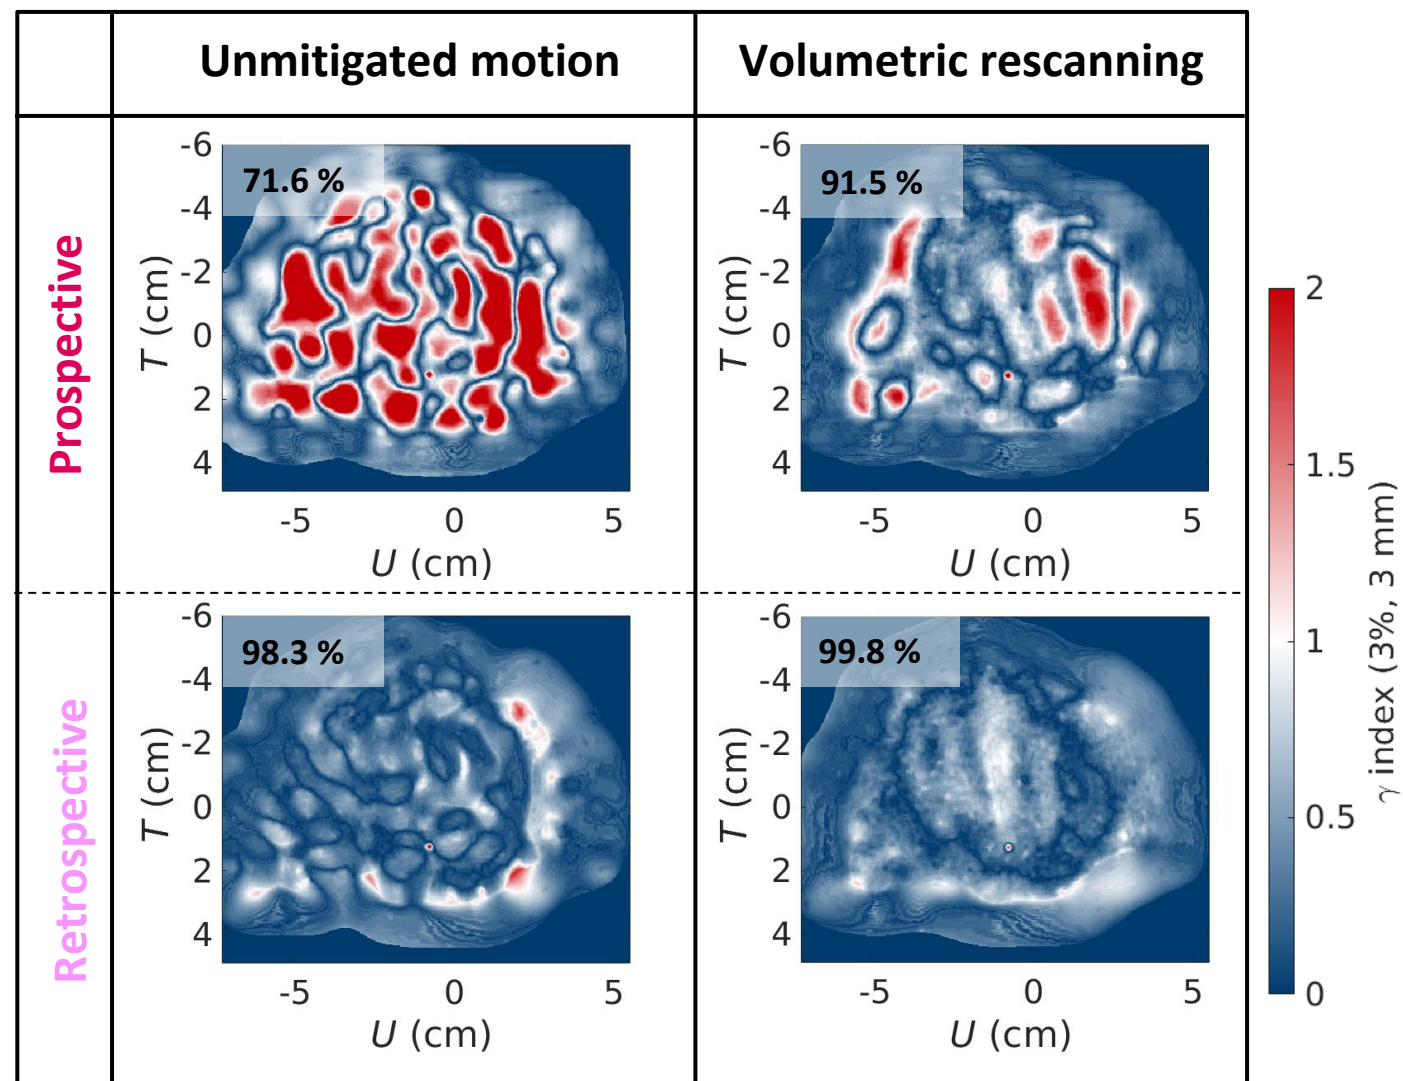 Unmitigated motion
Volumetric rescanning
Prospective
71.6 %
-6
-4
-2
0
2
4
T (cm)
-5 0 5
U (cm)
91.5 %
-6
-4
-2
0
2
4
T (cm)
-5 0 5
U (cm)
Retrospective
98.3 %
-6
-4
-2
0
2
4
T (cm)
-5 0 5
U (cm)
99.8 %
-6
-4
-2
0
2
4
T (cm)
-5 0 5
U (cm)
2
1.5
1
0.5
0
γ index (3%, 3 mm)